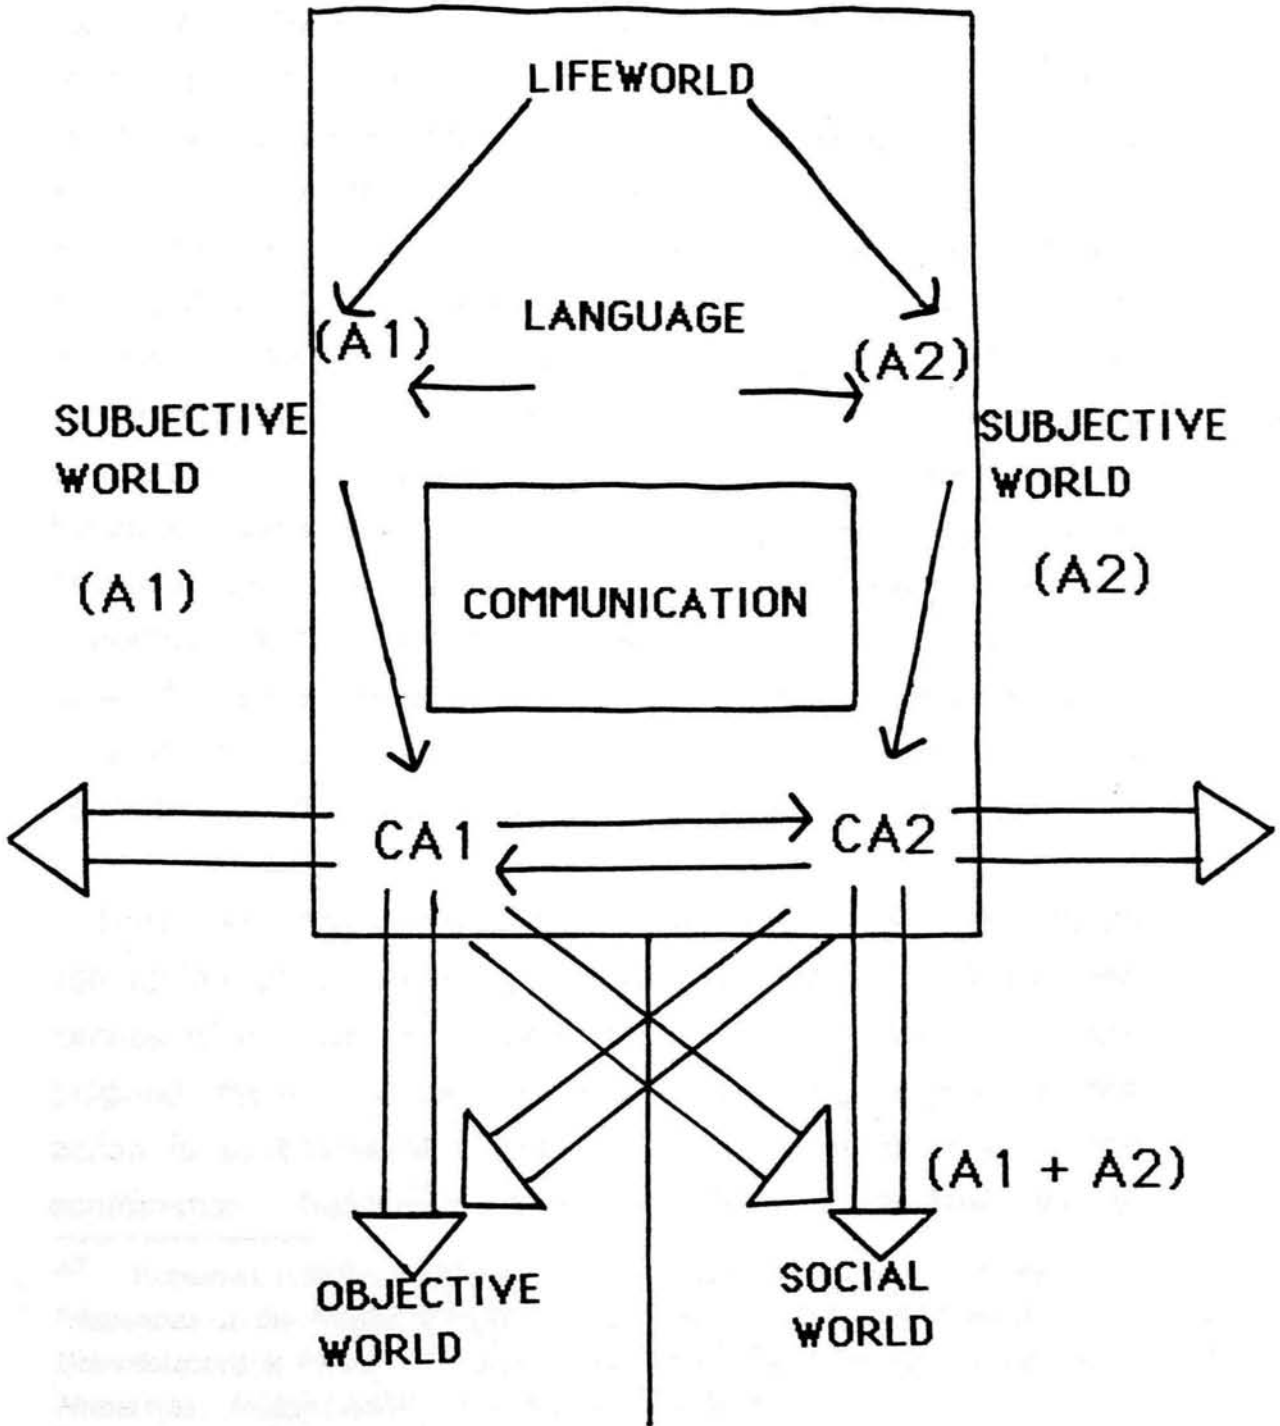 LIFEWORLD
LANGUAGE
(A1)
(A2)
SUBJECTIVE
WORLD
(A1)
SUBJECTIVE
WORLD
(A2)
COMMUNICATION
CA1
CA2
(A1 + A2)
OBJECTIVE
WORLD
SOCIAL
WORLD